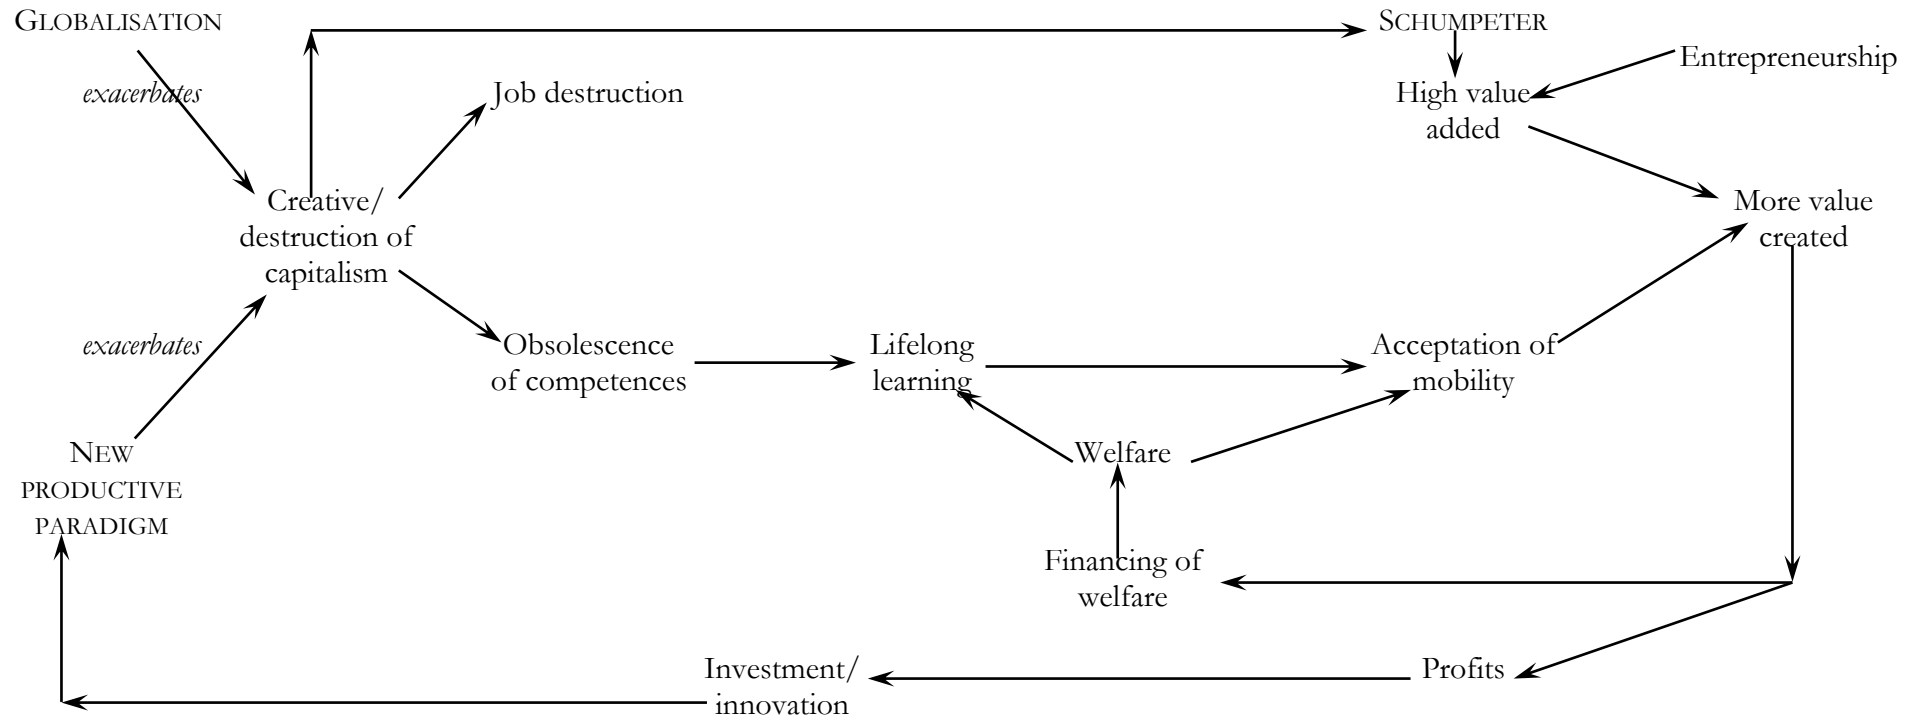 GLOBALISATION
SCHUMPETER
Entrepreneurship
exacerbates
Job destruction
High value
added
Creative/
destruction of
capitalism
More value
created
exacerbates
Obsolescence
of competences
Lifelong
learning
Acceptation of
mobility
NEW
PRODUCTIVE
PARADIGM
Welfare
Financing of
welfare
Investment/
innovation
Profits